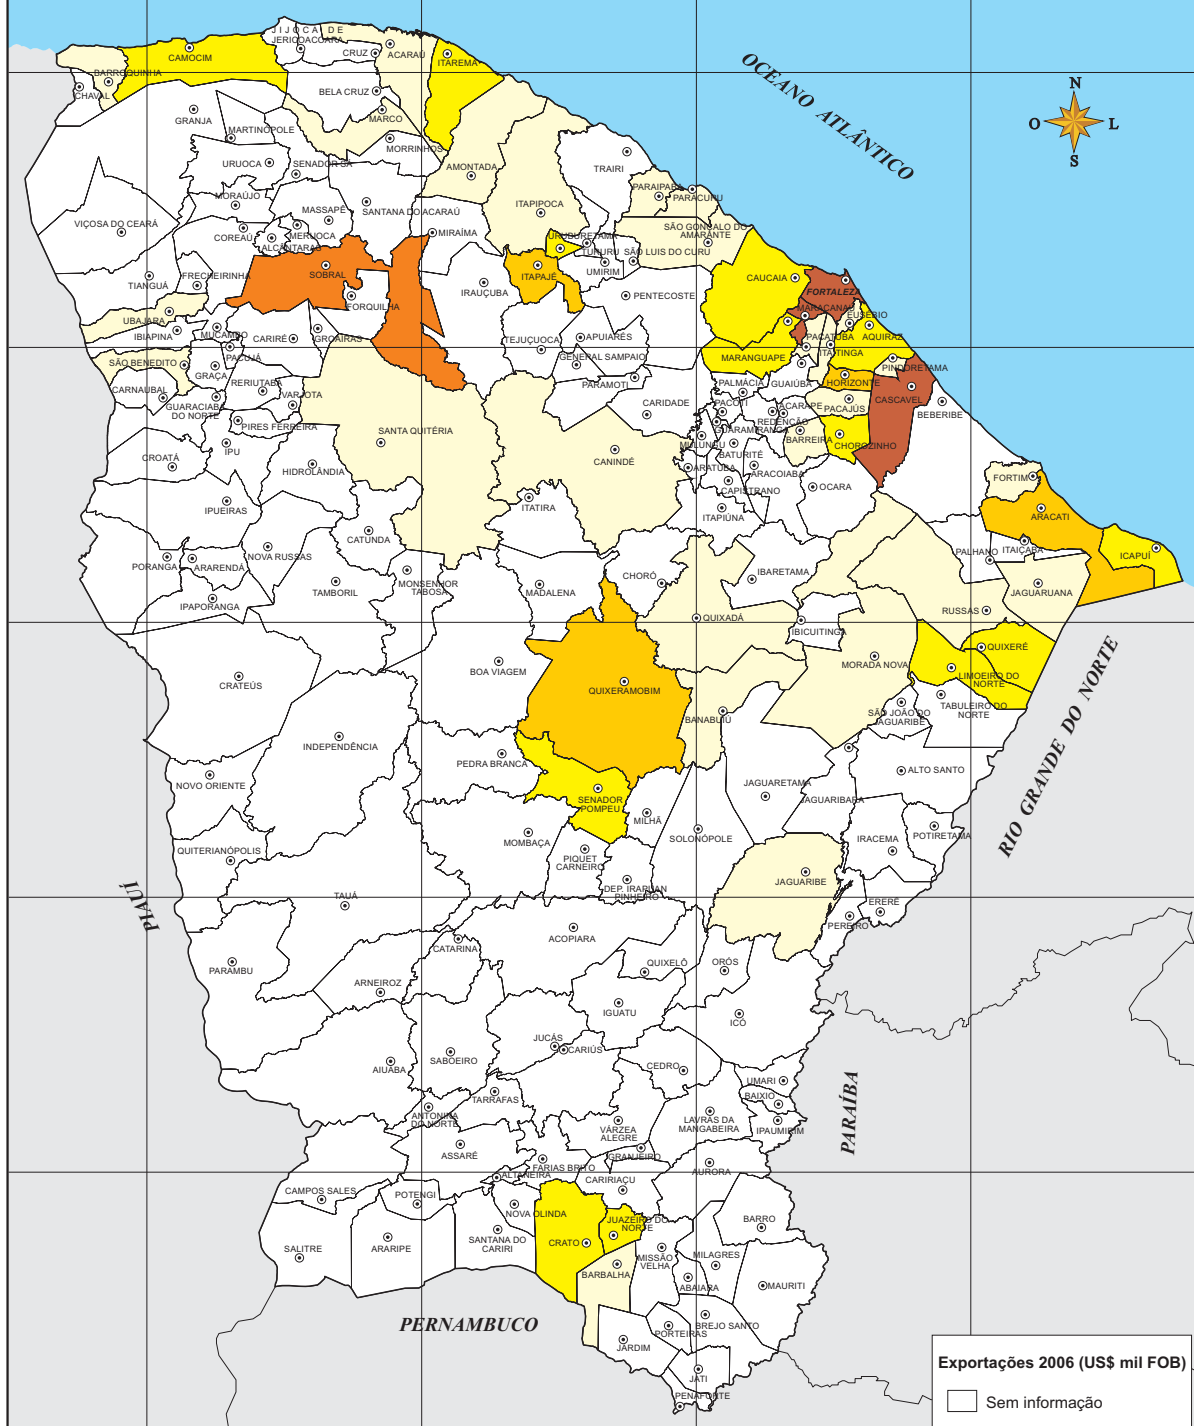 OCEANO ATLÂNTICO
N
O
L
S
JIJOCA DE
JERICOACOARA
CRUZ
ACARAÚ
ITAREMA
CAMOCIM
BARROQUINHA
CHAVAL
BELA CRUZ
MARCO
GRANJA
MARTINÓPOLE
MORRINHOS
URUOCA
SENADOR SÁ
AMONTADA
TRAIRI
MORAÚJO
MASSAPÊ
SANTANA DO ACARAÚ
ITAPIPOCA
PARAIPABA
PARACURU
VIÇOSA DO CEARÁ
COREAÚ
MERUOCA
ALCÂNTARAS
MIRAÍMA
URUBURETAMA
TURURU
SÃO GONÇALO DO
AMARANTE
SÃO LUIS DO CURU
UMIRIM
TIANGUÁ
FRECHEIRINHA
SOBRAL
FORQUILHA
IRAUÇUBA
ITAPAJÉ
PENTECOSTE
CAUCAIA
FORTALEZA
MARACANAÚ
EUSÉBIO
AQUIRAZ
UBAJARA
IBIAPINA
MUCAMBO
PACUJÁ
CARIRÉ
GROAÍRAS
TEJUÇUOCA
APUIARÉS
GENERAL SAMPAIO
MARANGUAPE
PACATUBA
ITAITINGA
PINDORETAMA
SÃO BENEDITO
GRAÇA
RERIUTABA
VARJOTA
PARAMOTI
PALMÁCIA
GUAIÚBA
HORIZONTE
CASCAVEL
CARNAUBAL
GUARACIABA
DO NORTE
PIRES FERREIRA
CARIDADE
PACOTI
ACARAPE
REDENÇÃO
PACAJÚS
BEBERIBE
GUARAMIRANGA
BARREIRA
CHOROZINHO
CROATÁ
IPU
HIDROLÂNDIA
SANTA QUITÉRIA
CANINDÉ
MULUNGU
BATURITÉ
ARATUBA
ARACOIABA
CAPISTRANO
OCARA
FORTIM
IPUEIRAS
ITATIRA
ITAPIÚNA
ARACATI
CATUNDA
PORANGA
ARARENDÁ
NOVA RUSSAS
PALHANO
ITAIÇABA
ICAPUÍ
IPAPORANGA
TAMBORIL
MONSENHOR
TABOSA
MADALENA
CHORÓ
IBARETAMA
JAGUARUANA
QUIXADÁ
IBICUITINGA
RUSSAS
QUIXERÉ
CRATEÚS
BOA VIAGEM
QUIXERAMOBIM
MORADA NOVA
LIMOEIRO DO
NORTE
BANABUIÚ
SÃO JOÃO DO
JAGUARIBE
TABULEIRO DO
NORTE
RIO GRANDE DO NORTE
INDEPENDÊNCIA
PEDRA BRANCA
NOVO ORIENTE
SENADOR
POMPEU
MILHÃ
JAGUARETAMA
JAGUARIBARA
ALTO SANTO
QUITERIANÓPOLIS
MOMBAÇA
PIQUET
CARNEIRO
SOLONÓPOLE
IRACEMA
POTIRETAMA
PIAUÍ
TAUÁ
DEP. IRAPUAN
PINHEIRO
JAGUARIBE
ERERÊ
PEREIRO
PARAMBU
ARNEIROZ
CATARINA
ACOPIARA
QUIXELÔ
ORÓS
IGUATU
ICÓ
AIUABA
SABOEIRO
JUCÁS
CARIÚS
CEDRO
UMARI
BAIXIO
IPAUMIRIM
PARAÍBA
ANTONINA
DO NORTE
TARRAFAS
VÁRZEA
ALEGRE
LAVRAS DA
MANGABEIRA
ASSARÉ
GRANJEIRO
FARIAS BRITO
ALTANEIRA
CARIRIAÇU
AURORA
CAMPOS SALES
POTENGI
NOVA OLINDA
JUAZEIRO DO
NORTE
BARRO
SALITRE
ARARIPE
SANTANA DO
CARIRI
CRATO
MISSÃO
VELHA
MILAGRES
BARBALHA
ABAIARA
MAURITI
PERNAMBUCO
JARDIM
PORTEIRAS
BREJO SANTO
JATI
PENAFORTE
Exportações 2006 (US$ mil FOB)
Sem informação